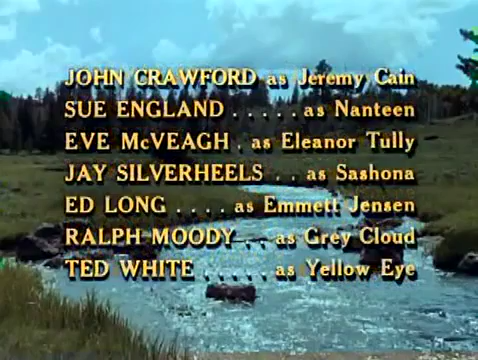 JOHN CRAWFORD as Jeremy Cain
SUE ENGLAND . . . . . as Nanteen
EVE McVEAGH . as Eleanor Tully
JAY SILVERHEELS . . as Sashona
ED LONG . . . . as Emmett Jensen
RALPH MOODY . . as Grey Cloud
TED WHITE . . . . . . as Yellow Eye